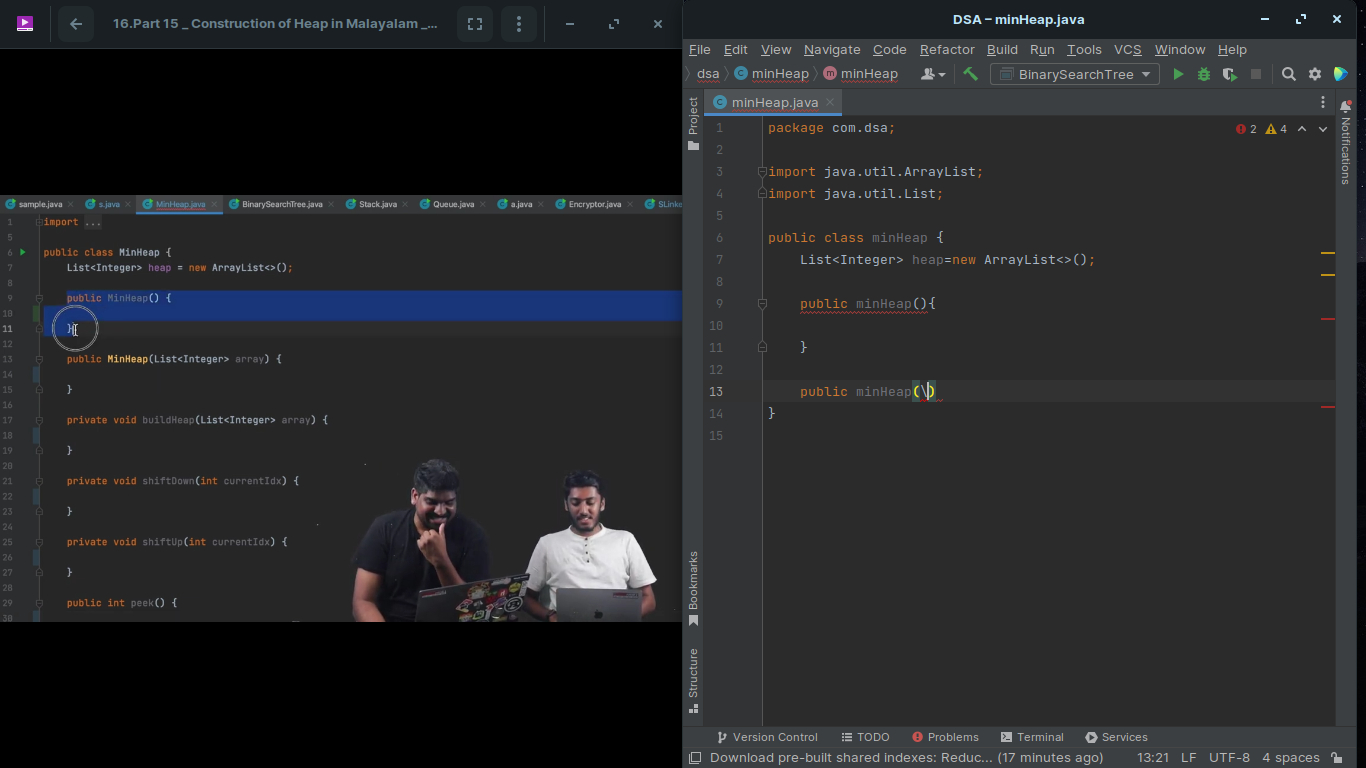 16.Part 15 _ Construction of Heap in Malayalam _...
sample.java
s.java
MinHeap.java
BinarySearchTree.java
Stack.java
Queue.java
a.java
Encryptor.java
SLinke
1 import ...
5
6 public class MinHeap {
7 List<Integer> heap = new ArrayList<>();
8
9 public MinHeap() {
10
11 }
12
13 public MinHeap(List<Integer> array) {
14
15 }
16
17 private void buildHeap(List<Integer> array) {
18
19 }
20
21 private void shiftDown(int currentIdx) {
22
23 }
24
25 private void shiftUp(int currentIdx) {
26
27 }
28
29 public int peek() {
30
DSA – minHeap.java
File Edit View Navigate Code Refactor Build Run Tools VCS Window Help
dsa minHeap minHeap BinarySearchTree
minHeap.java
Project
Bookmarks
Structure
Notifications
2 4
1 package com.dsa;
2
3 import java.util.ArrayList;
4 import java.util.List;
5
6 public class minHeap {
7 List<Integer> heap=new ArrayList<>();
8
9 public minHeap(){
10
11 }
12
13 public minHeap(\)
14 }
15
Version Control TODO Problems Terminal Services
Download pre-built shared indexes: Reduc... (17 minutes ago) 13:21 LF UTF-8 4 spaces